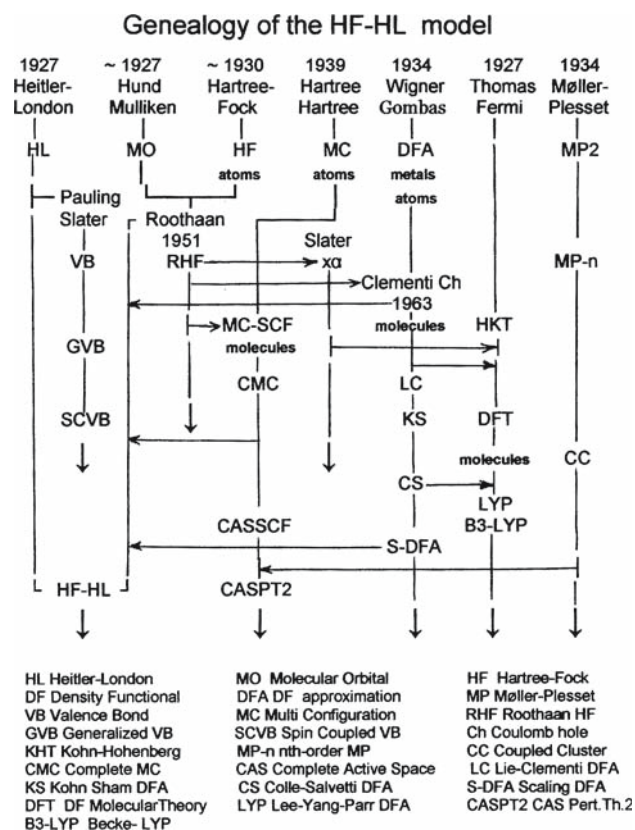 Genealogy of the HF-HL model
1927 ~ 1927 ~ 1930 1939 1934 1927 1934
Heitler- Hund Hartree- Hartree Wigner Thomas Møller-
London Mulliken Fock Hartree Gombas Fermi Plesset
HL MO HF MC DFA MP2
atoms atoms metals
atoms
Pauling
Slater Roothaan
1951 Slater
VB RHF xα MP-n
Clementi Ch
1963
MC-SCF molecules HKT
GVB molecules
CMC LC
SCVB KS DFT
molecules CC
CS
LYP
CASSCF B3-LYP
S-DFA
HF-HL CASPT2
HL Heitler-London MO Molecular Orbital HF Hartree-Fock
DF Density Functional DFA DF approximation MP Møller-Plesset
VB Valence Bond MC Multi Configuration RHF Roothaan HF
GVB Generalized VB SCVB Spin Coupled VB Ch Coulomb hole
KHT Kohn-Hohenberg MP-n nth-order MP CC Coupled Cluster
CMC Complete MC CAS Complete Active Space LC Lie-Clementi DFA
KS Kohn Sham DFA CS Colle-Salvetti DFA S-DFA Scaling DFA
DFT DF MolecularTheory LYP Lee-Yang-Parr DFA CASPT2 CAS Pert.Th.2
B3-LYP Becke- LYP